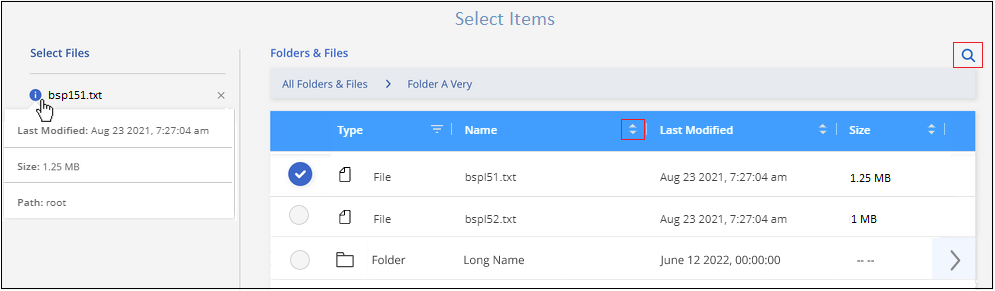 Select Items
Select Files
bsp151.txt
Last Modified: Aug 23 2021, 7:27:04 am
Size: 1.25 MB
Path: root
Folders & Files
All Folders & Files > Folder A Very
Type Name Last Modified Size
File bspl51.txt Aug 23 2021, 7:27:04 am 1.25 MB
File bspl52.txt Aug 23 2021, 7:27:04 am 1 MB
Folder Long Name June 12 2022, 00:00:00 -- --